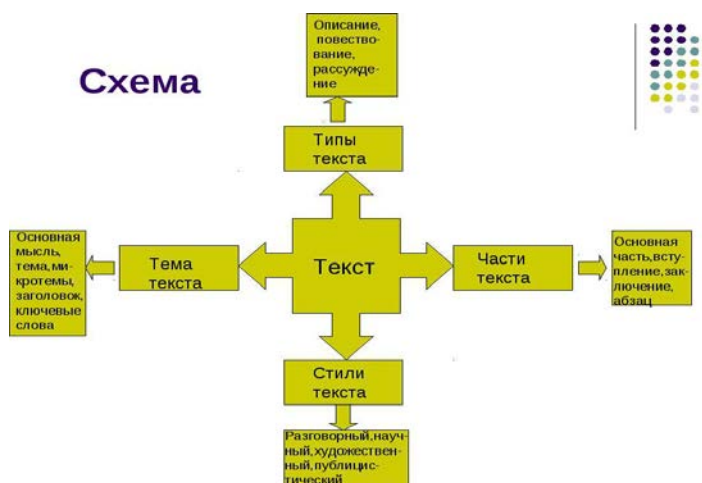 Схема
Описание,
повество-
вание,
рассужде-
ние
Типы
текста
Основная
мысль,
тема,ми-
кротемы,
заголовок,
ключевые
слова
Тема
текста
Текст
Части
текста
Основная
часть,всту-
пление,зак-
лючение,
абзац
Стили
текста
Разговорный,науч-
ный,художествен-
ный,публицис-
тический